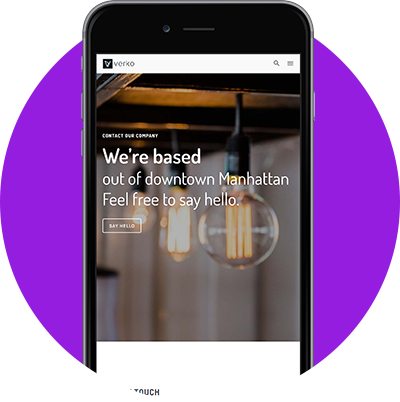 verko
CONTACT OUR COMPANY
We're based
out of downtown Manhattan
Feel free to say hello.
SAY HELLO
TOUCH